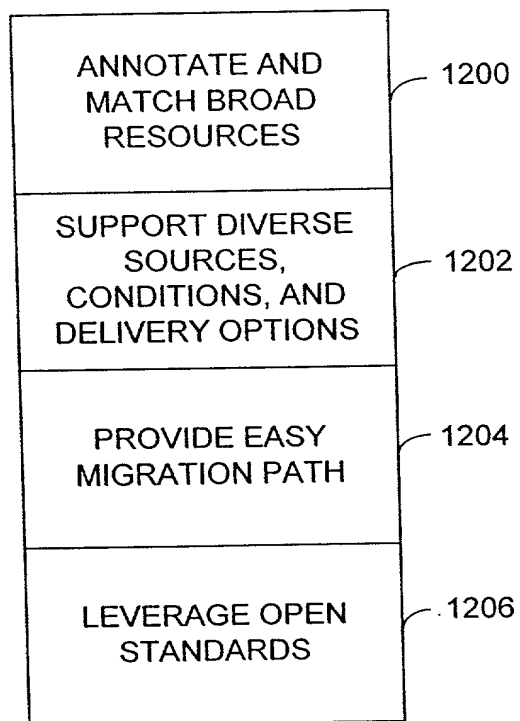 ANNOTATE AND
MATCH BROAD
RESOURCES
1200
SUPPORT DIVERSE
SOURCES,
CONDITIONS, AND
DELIVERY OPTIONS
1202
PROVIDE EASY
MIGRATION PATH
1204
LEVERAGE OPEN
STANDARDS
1206